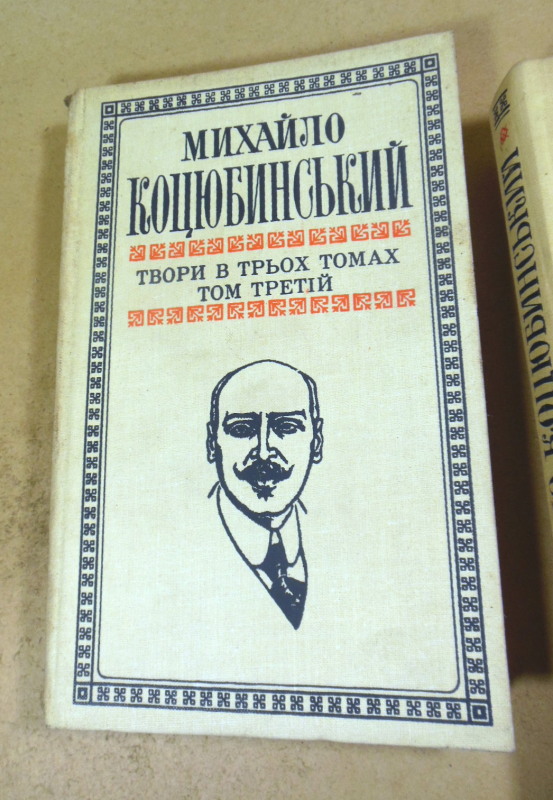 МИХАЙЛО
КОЦЮБИНСЬКИЙ
ТВОРИ В ТРЬОХ ТОМАХ
ТОМ ТРЕТІЙ
КОЦЮБИНСЬКИЙ